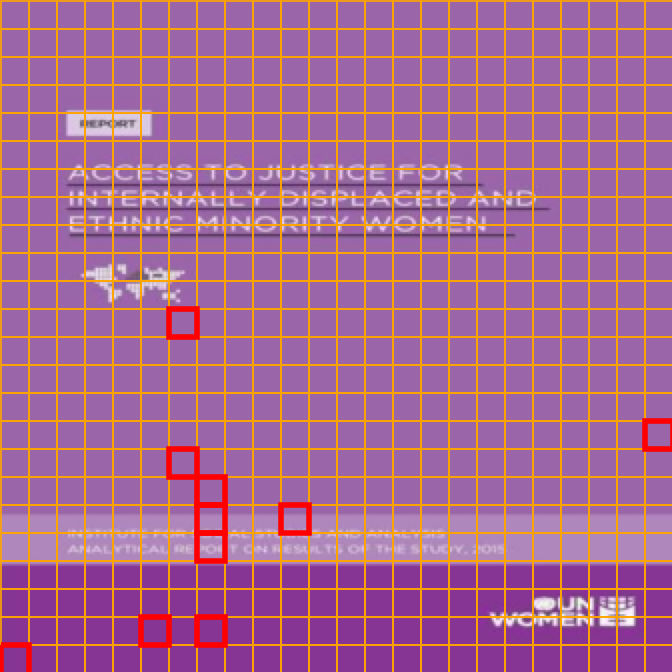 REPORT
ACCESS TO JUSTICE FOR
INTERNALLY DISPLACED AND
ETHNIC MINORITY WOMEN
INSTITUTE FOR SOCIAL STUDIES AND ANALYSIS
ANALYTICAL REPORT ON RESULTS OF THE STUDY, 2015
UN
WOMEN